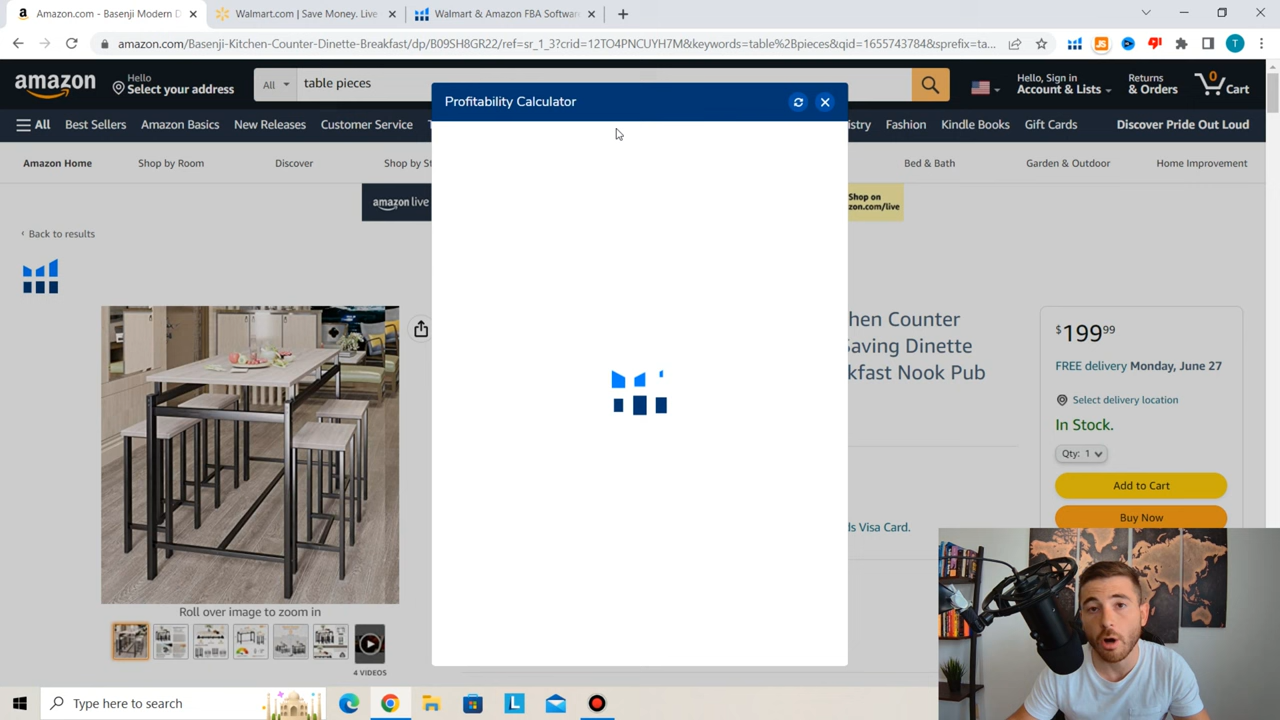 Amazon.com - Basenji Modern D
Walmart.com | Save Money. Live
Walmart & Amazon FBA Software
amazon.com/Basenji-Kitchen-Counter-Dinette-Breakfast/dp/
/ref=sr_1_3?crid=12TO4PNCUYH7M&keywords=table%2Bpieces&qid=1655743784&sprefix=ta...
JS
T
amazon
Hello
Select your address
All
table pieces
Hello, Sign in
Account & Lists
Returns
& Orders
0
Cart
Profitability Calculator
All
Best Sellers
Amazon Basics
New Releases
Customer Service
T
istry
Fashion
Kindle Books
Gift Cards
Discover Pride Out Loud
Amazon Home
Shop by Room
Discover
Shop by St
Bed & Bath
Garden & Outdoor
Home Improvement
amazon live
Shop on
zon.com/live
Back to results
hen Counter
Saving Dinette
kfast Nook Pub
$199.99
FREE delivery Monday, June 27
Select delivery location
In Stock.
Qty: 1
Add to Cart
Buy Now
ds Visa Card.
Roll over image to zoom in
4 VIDEOS
Type here to search
L